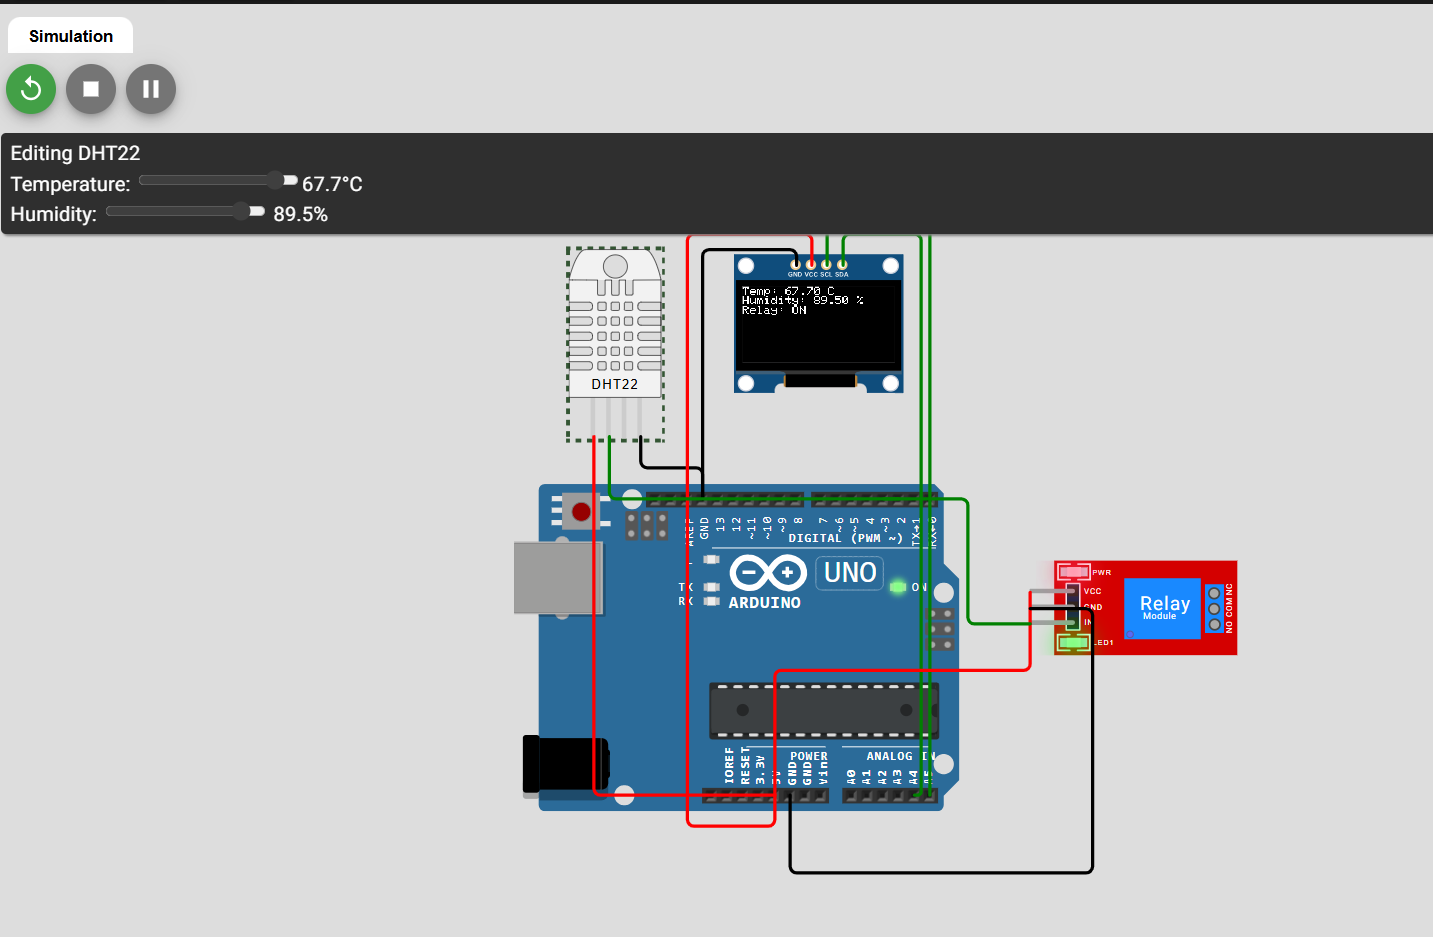 Simulation
Editing DHT22
Temperature: 67.7°C
Humidity: 89.5%
GND VCC SCL SDA
Temp: 67.70 C
Humidity: 89.50 %
Relay: ON
DHT22
AREF GND 13 12 ~11 ~10 ~9 8 7 ~6 ~5 4 ~3 2 TX→1 RX←0
DIGITAL (PWM ~)
L
TX
RX
UNO
ON
ARDUINO
PWR
VCC
GND
IN
LED1
Relay
Module
NO COM NC
POWER
ANALOG IN
IOREF RESET 3.3V 5V GND GND Vin A0 A1 A2 A3 A4 A5